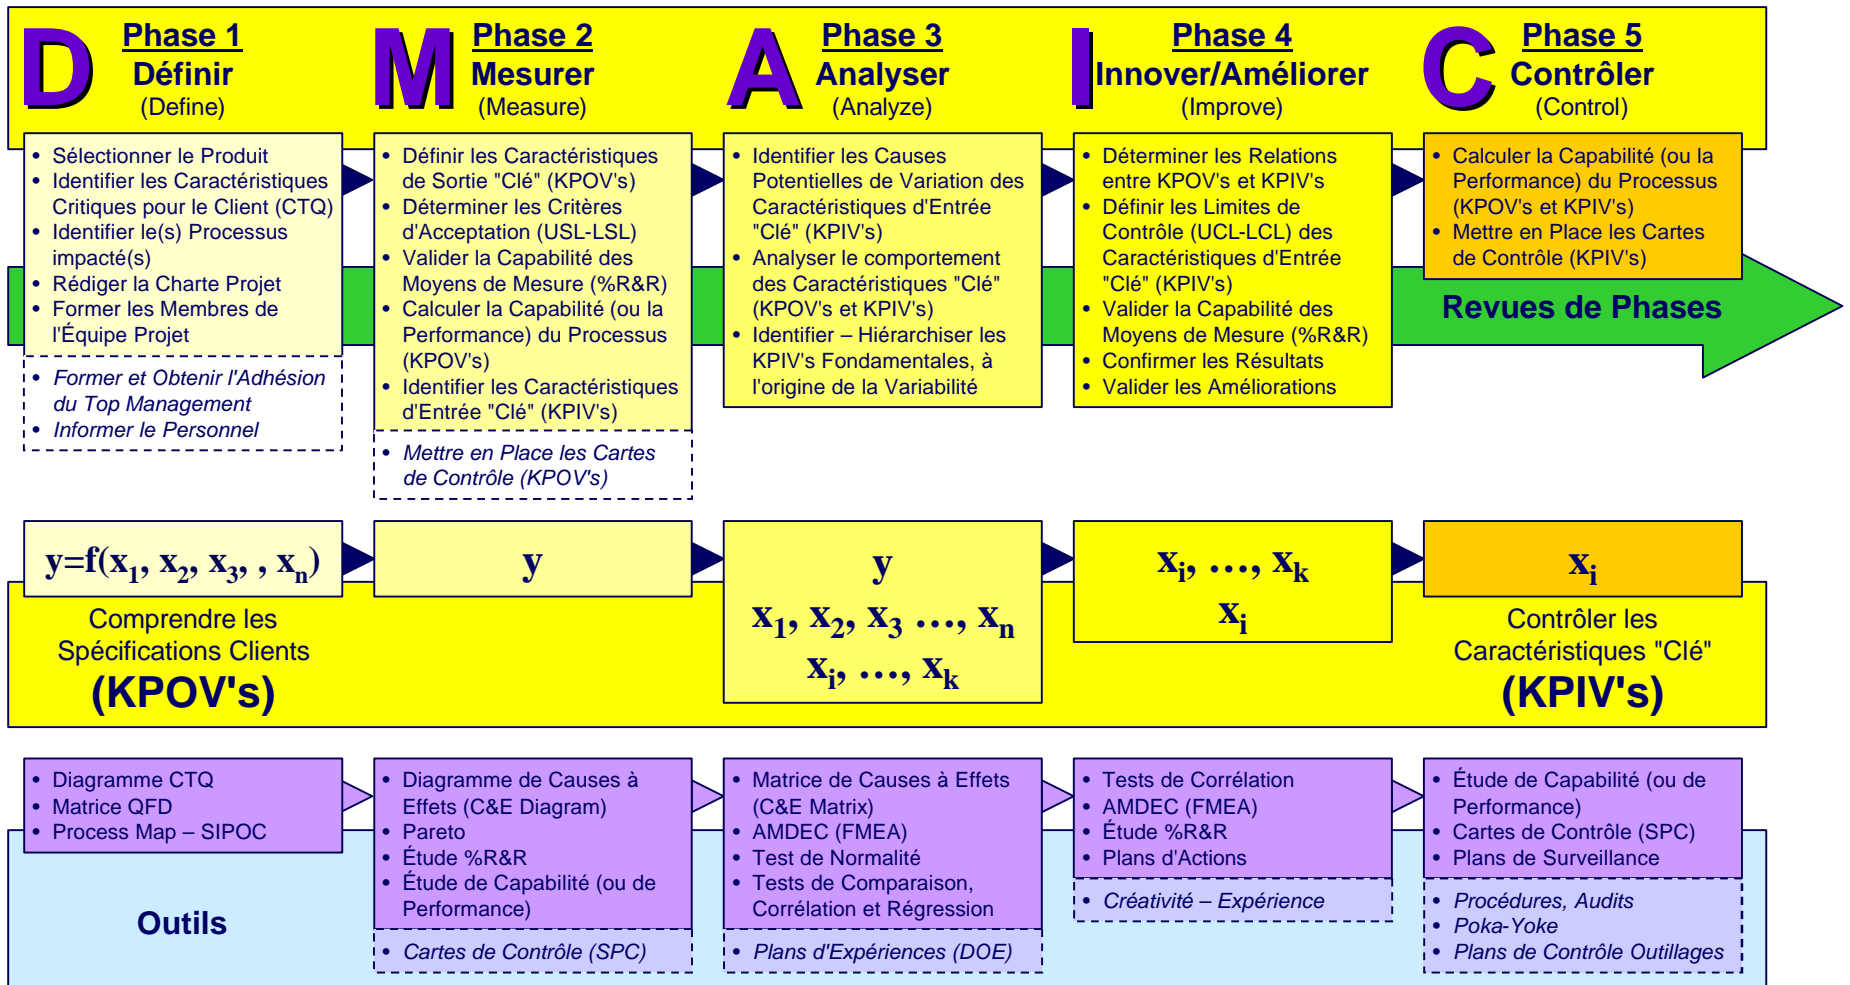 D
Phase 1
Définir
(Define)
M
Phase 2
Mesurer
(Measure)
A
Phase 3
Analyser
(Analyze)
I
Phase 4
Innover/Améliorer
(Improve)
C
Phase 5
Contrôler
(Control)
• Sélectionner le Produit
• Identifier les Caractéristiques
Critiques pour le Client (CTQ)
• Identifier le(s) Processus
impacté(s)
• Rédiger la Charte Projet
• Former les Membres de
l'Équipe Projet
• Former et Obtenir l'Adhésion
du Top Management
• Informer le Personnel
• Définir les Caractéristiques
de Sortie "Clé" (KPOV's)
• Déterminer les Critères
d'Acceptation (USL-LSL)
• Valider la Capabilité des
Moyens de Mesure (%R&R)
• Calculer la Capabilité (ou la
Performance) du Processus
(KPOV's)
• Identifier les Caractéristiques
d'Entrée "Clé" (KPIV's)
• Mettre en Place les Cartes
de Contrôle (KPOV's)
• Identifier les Causes
Potentielles de Variation des
Caractéristiques d'Entrée
"Clé" (KPIV's)
• Analyser le comportement
des Caractéristiques "Clé"
(KPOV's et KPIV's)
• Identifier – Hiérarchiser les
KPIV's Fondamentales, à
l'origine de la Variabilité
• Déterminer les Relations
entre KPOV's et KPIV's
• Définir les Limites de
Contrôle (UCL-LCL) des
Caractéristiques d'Entrée
"Clé" (KPIV's)
• Valider la Capabilité des
Moyens de Mesure (%R&R)
• Confirmer les Résultats
• Valider les Améliorations
• Calculer la Capabilité (ou la
Performance) du Processus
(KPOV's et KPIV's)
• Mettre en Place les Cartes
de Contrôle (KPIV's)
Revues de Phases
y=f(x₁, x₂, x₃, , xₙ)
Comprendre les
Spécifications Clients
(KPOV's)
y
y
x₁, x₂, x₃ …, xₙ
xᵢ, …, xₖ
xᵢ, …, xₖ
xᵢ
xᵢ
Contrôler les
Caractéristiques "Clé"
(KPIV's)
• Diagramme CTQ
• Matrice QFD
• Process Map – SIPOC
Outils
• Diagramme de Causes à
Effets (C&E Diagram)
• Pareto
• Étude %R&R
• Étude de Capabilité (ou de
Performance)
• Cartes de Contrôle (SPC)
• Matrice de Causes à Effets
(C&E Matrix)
• AMDEC (FMEA)
• Test de Normalité
• Tests de Comparaison,
Corrélation et Régression
• Plans d'Expériences (DOE)
• Tests de Corrélation
• AMDEC (FMEA)
• Étude %R&R
• Plans d'Actions
• Créativité – Expérience
• Étude de Capabilité (ou de
Performance)
• Cartes de Contrôle (SPC)
• Plans de Surveillance
• Procédures, Audits
• Poka-Yoke
• Plans de Contrôle Outillages